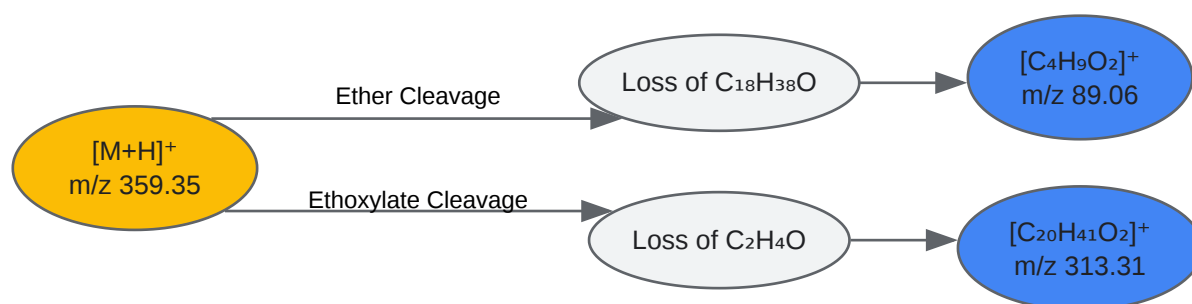 [M+H]⁺
m/z 359.35
Ether Cleavage
Loss of C₁₈H₃₈O
[C₄H₉O₂]⁺
m/z 89.06
Ethoxylate Cleavage
Loss of C₂H₄O
[C₂₀H₄₁O₂]⁺
m/z 313.31